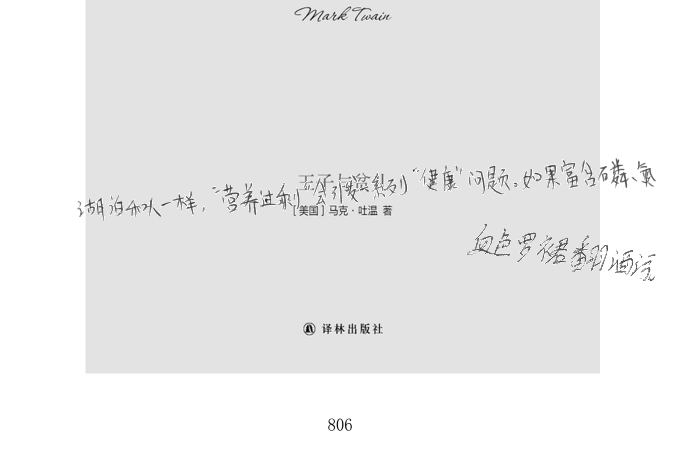 Mark Twain
湖泊和人一样，“营养过剩”会引发系列“健康”问题。如果富含磷、氮
王子与贫儿
［美国］马克·吐温 著
血色罗裙翻酒污
译林出版社
806